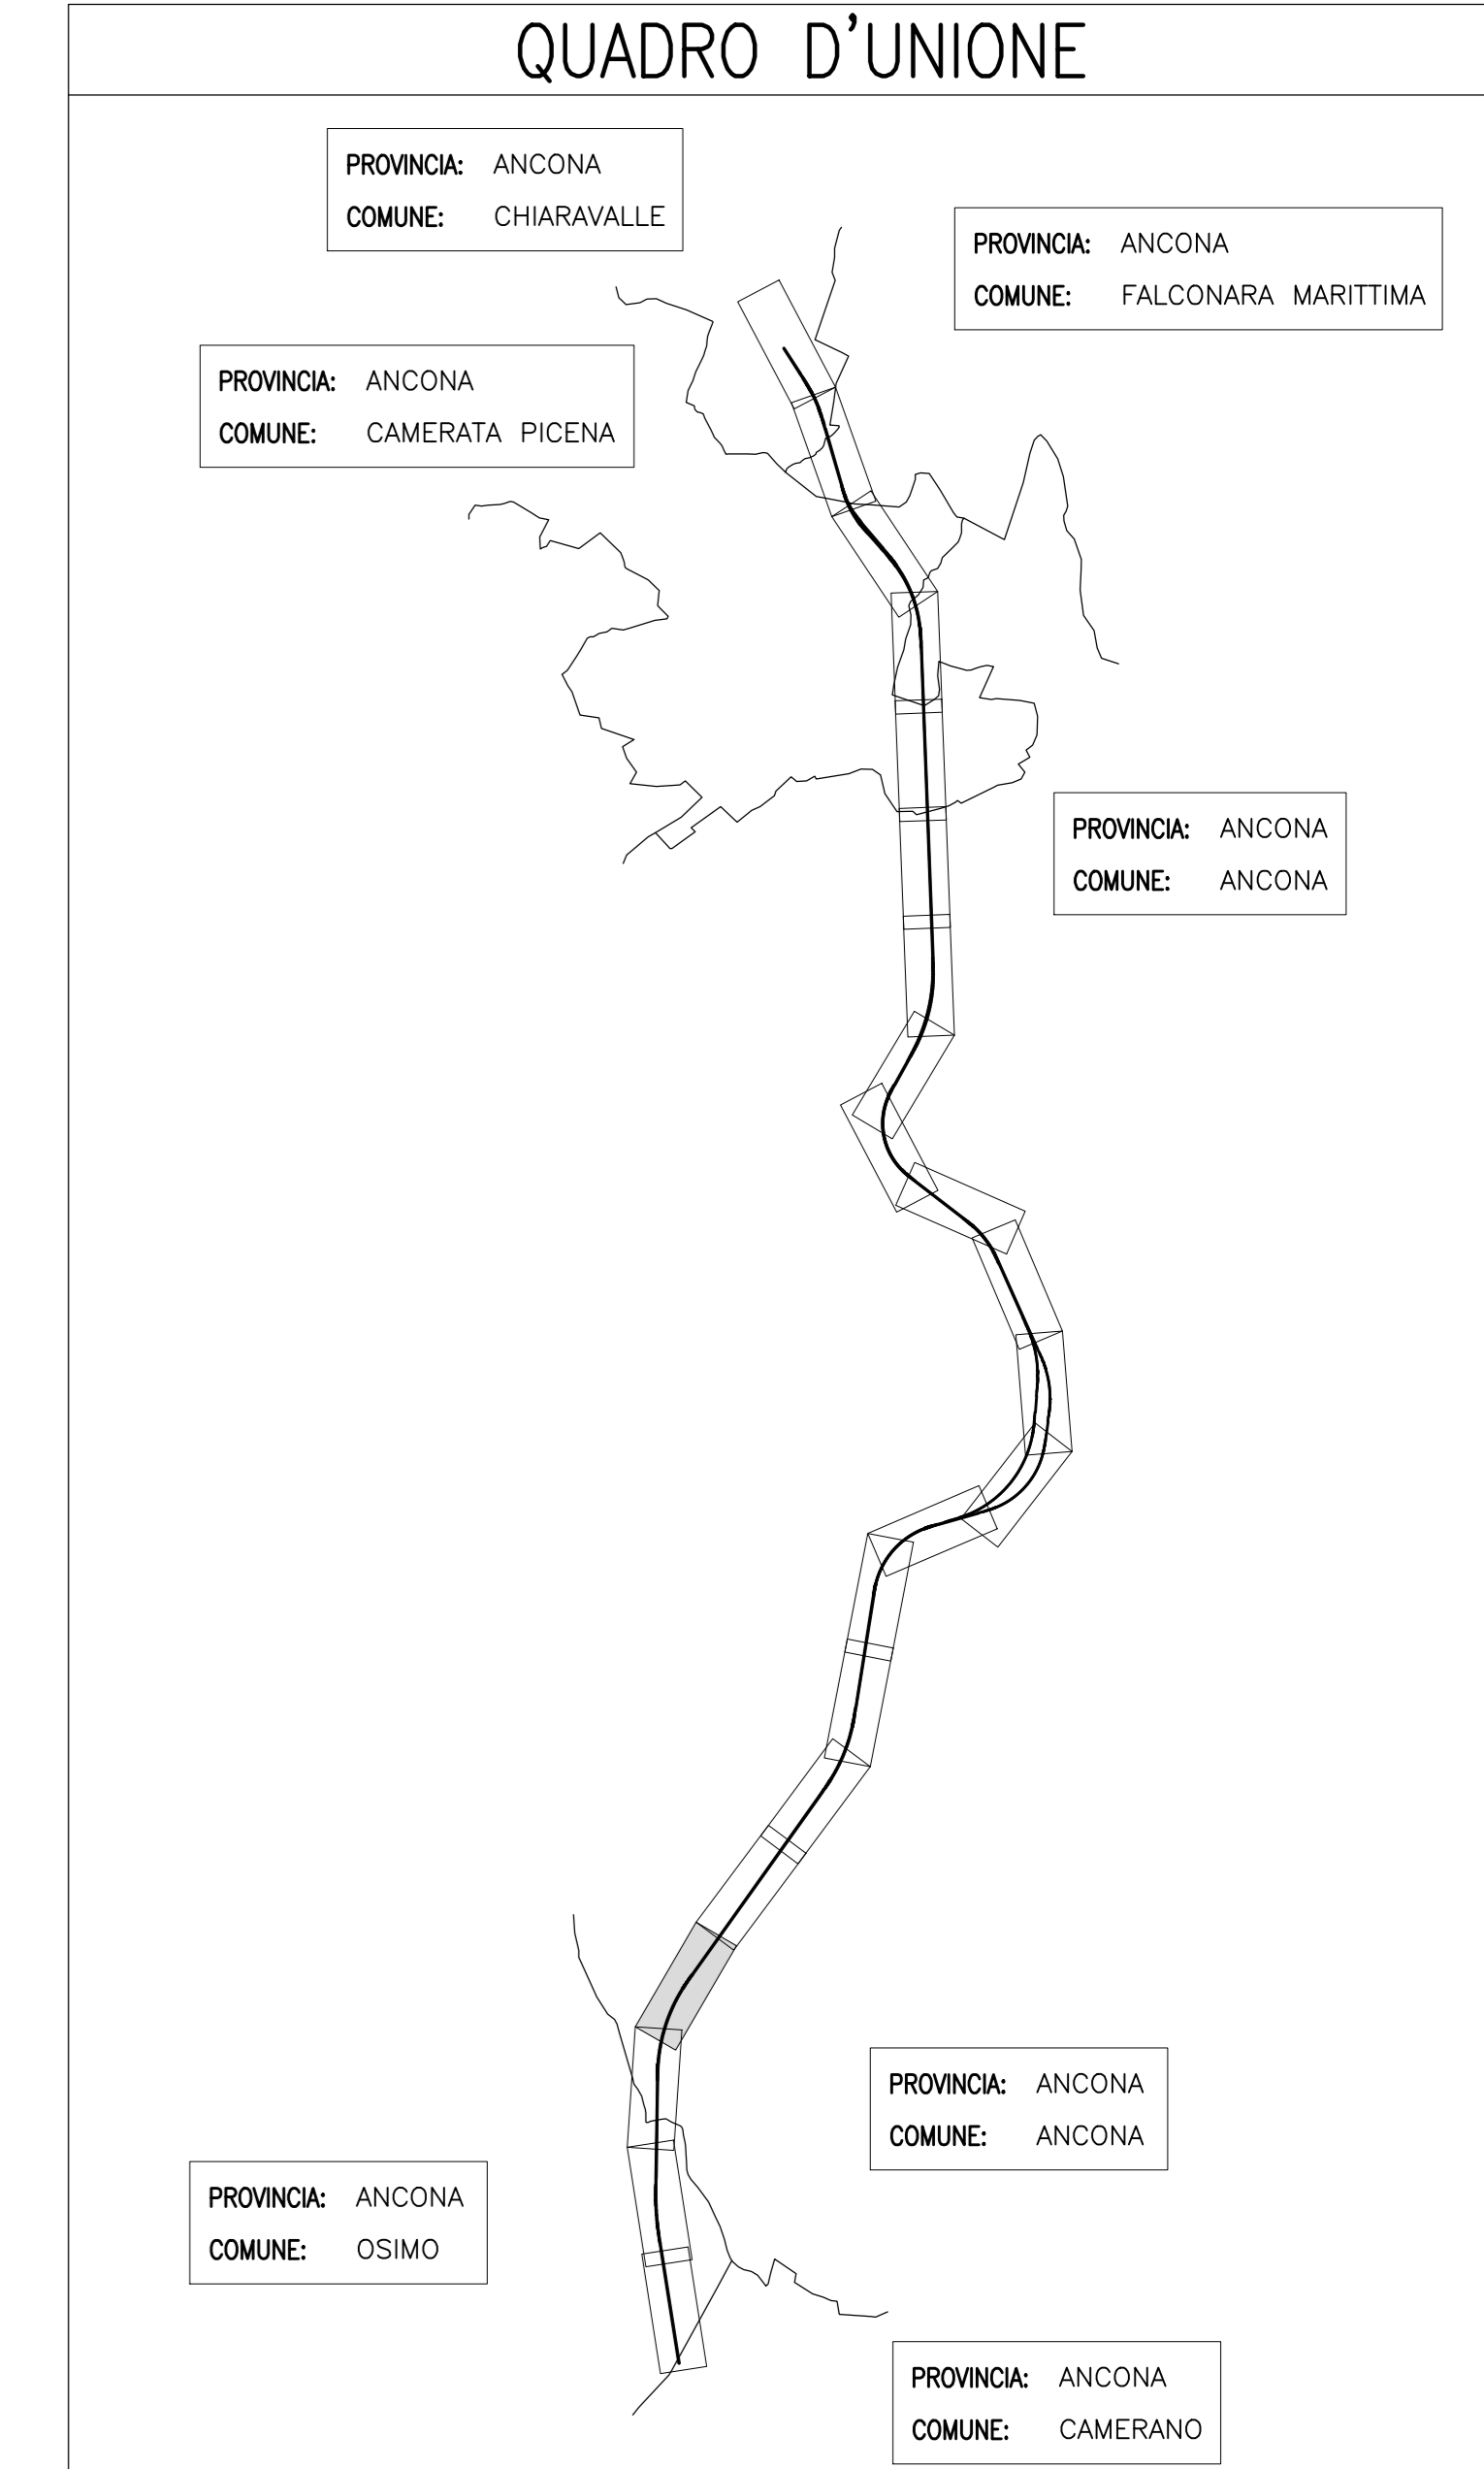 QUADRO D'UNIONE
PROVINCIA: ANCONA
COMUNE: CHIARAVALLE
PROVINCIA: ANCONA
COMUNE: FALCONARA MARITTIMA
PROVINCIA: ANCONA
COMUNE: CAMERATA PICENA
PROVINCIA: ANCONA
COMUNE: ANCONA
PROVINCIA: ANCONA
COMUNE: ANCONA
PROVINCIA: ANCONA
COMUNE: OSIMO
PROVINCIA: ANCONA
COMUNE: CAMERANO